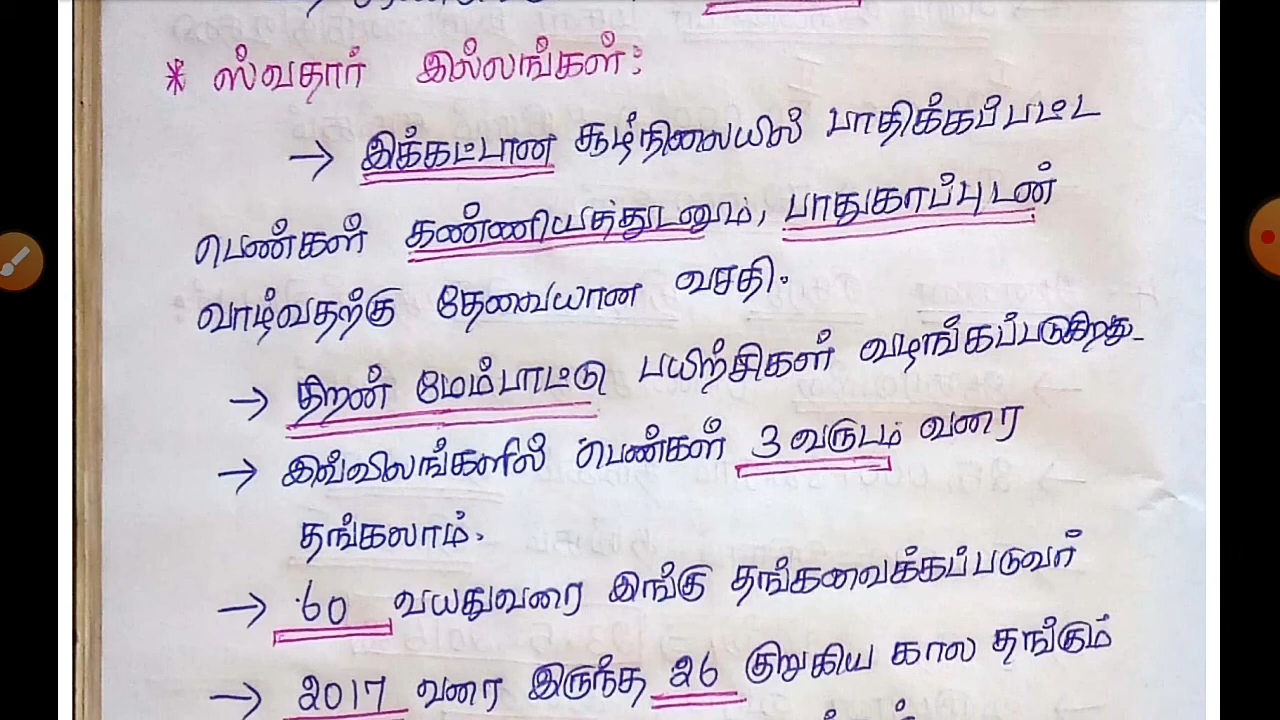 * ஸ்வதார் இல்லங்கள்:
→ இக்கட்டான சூழ்நிலையில் பாதிக்கப்பட்ட
பெண்கள் கண்ணியத்துடனும், பாதுகாப்புடன்
வாழ்வதற்கு தேவையான வசதி.
→ திறன் மேம்பாட்டு பயிற்சிகள் வழங்கப்படுகிறது.
→ இவ்விலங்களில் பெண்கள் 3 வருடம் வரை
தங்கலாம்.
→ 60 வயதுவரை இங்கு தங்கவைக்கப்படுவர்
→ 2017 வரை இருந்த 26 குறுகிய கால தங்கும்